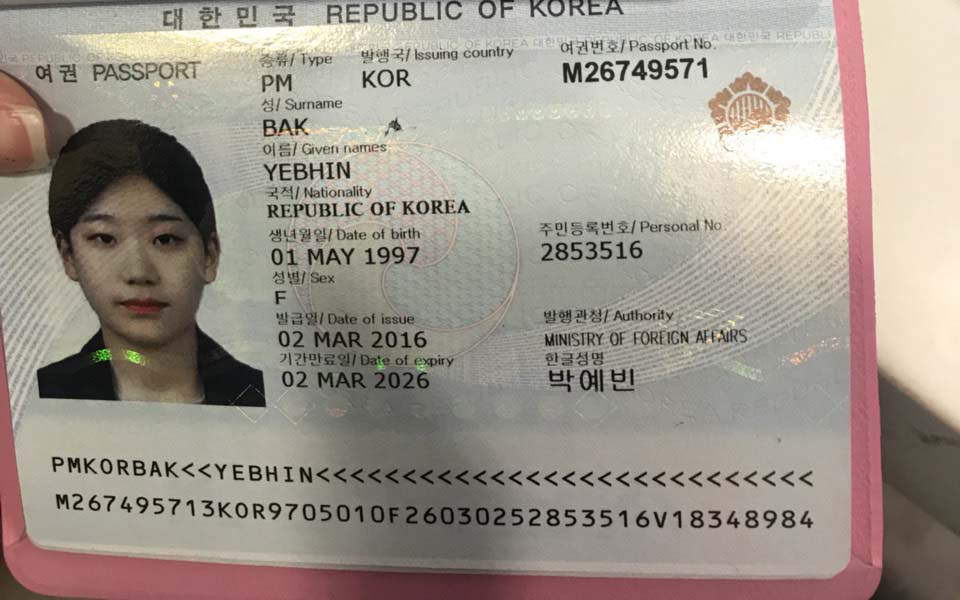 대한민국 REPUBLIC OF KOREA
여권 PASSPORT
종류/ Type 발행국/ Issuing country 여권번호/ Passport No.
PM KOR M26749571
성/ Surname
BAK
이름/ Given names
YEBHIN
국적/ Nationality
REPUBLIC OF KOREA
생년월일/ Date of birth 주민등록번호/ Personal No.
01 MAY 1997 2853516
성별/ Sex
F
발급일/ Date of issue 발행관청/ Authority
02 MAR 2016 MINISTRY OF FOREIGN AFFAIRS
기간만료일/ Date of expiry 한글성명
02 MAR 2026 박예빈
PMKORBAK<<YEBHIN<<<<<<<<<<<<<<<<<<<<<<<<<<<<
M267495713KOR9705010F26030252853516V18348984